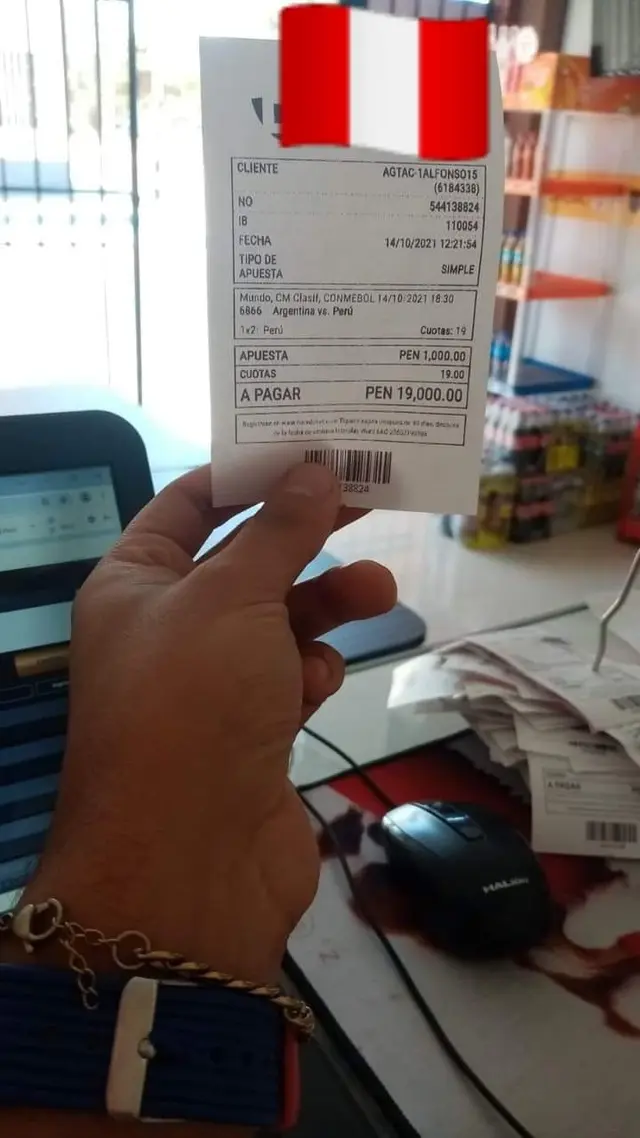 CLIENTE AGTAC-1ALFONSO15
(6184338)
NO 544138824
IB 110054
FECHA 14/10/2021 12:21:54
TIPO DE
APUESTA SIMPLE
Mundo, CM Clasif, CONMEBOL 14/10/2021 18:30
6866 Argentina vs. Perú
1x2: Perú Cuotas: 19
APUESTA PEN 1,000.00
CUOTAS 19.00
A PAGAR PEN 19,000.00
38824
A PAGAR